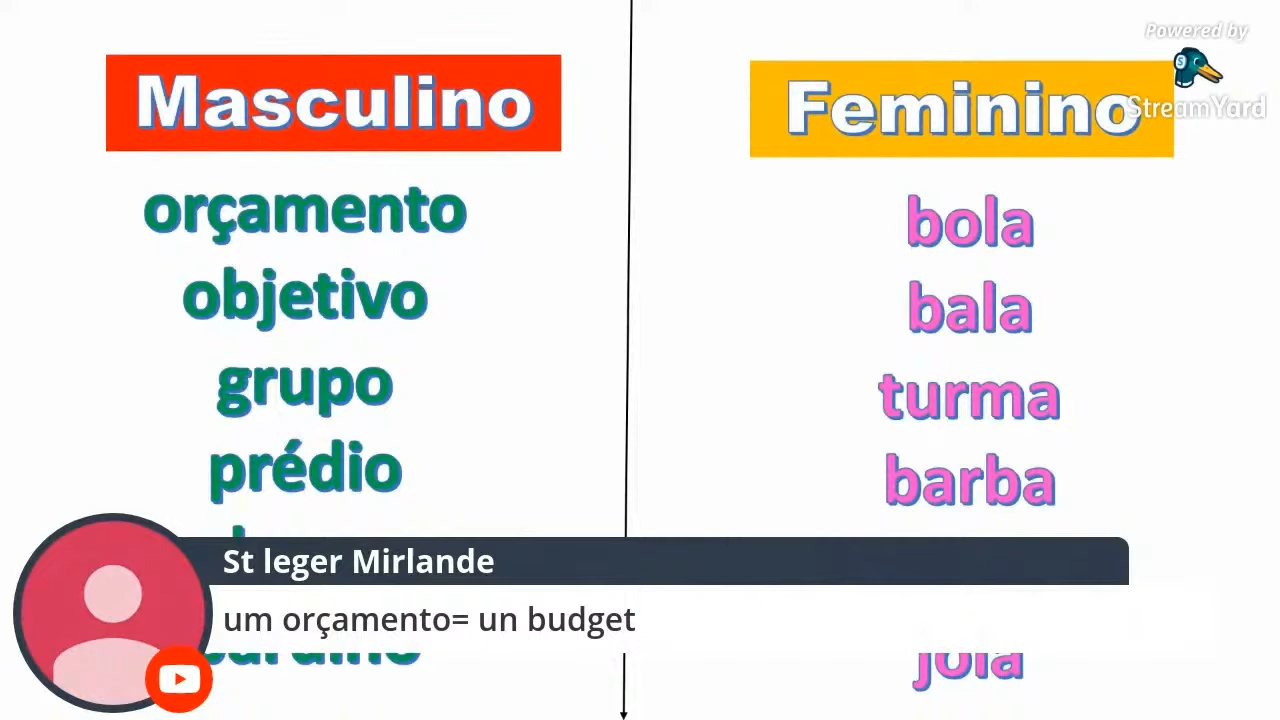 Powered by
StreamYard
Masculino
Feminino
orçamento
bola
objetivo
bala
grupo
turma
prédio
barba
St leger Mirlande
um orçamento= un budget